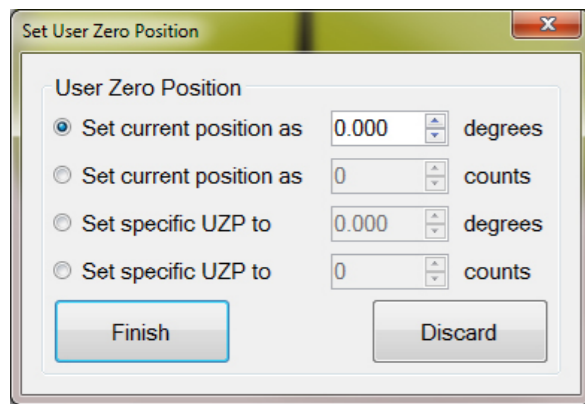 Set User Zero Position
User Zero Position
Set current position as 0.000 degrees
Set current position as 0 counts
Set specific UZP to 0.000 degrees
Set specific UZP to 0 counts
Finish Discard